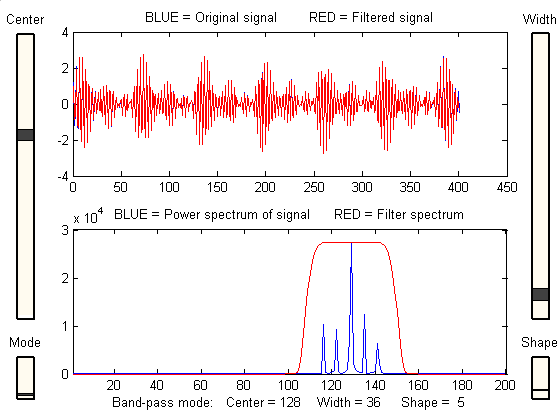 Center
BLUE = Original signal RED = Filtered signal
Width
4
2
0
-2
-4
0 50 100 150 200 250 300 350 400 450
x 10^4
BLUE = Power spectrum of signal RED = Filter spectrum
3
2
1
0
20 40 60 80 100 120 140 160 180 200
Mode
Shape
Band-pass mode: Center = 128 Width = 36 Shape = 5